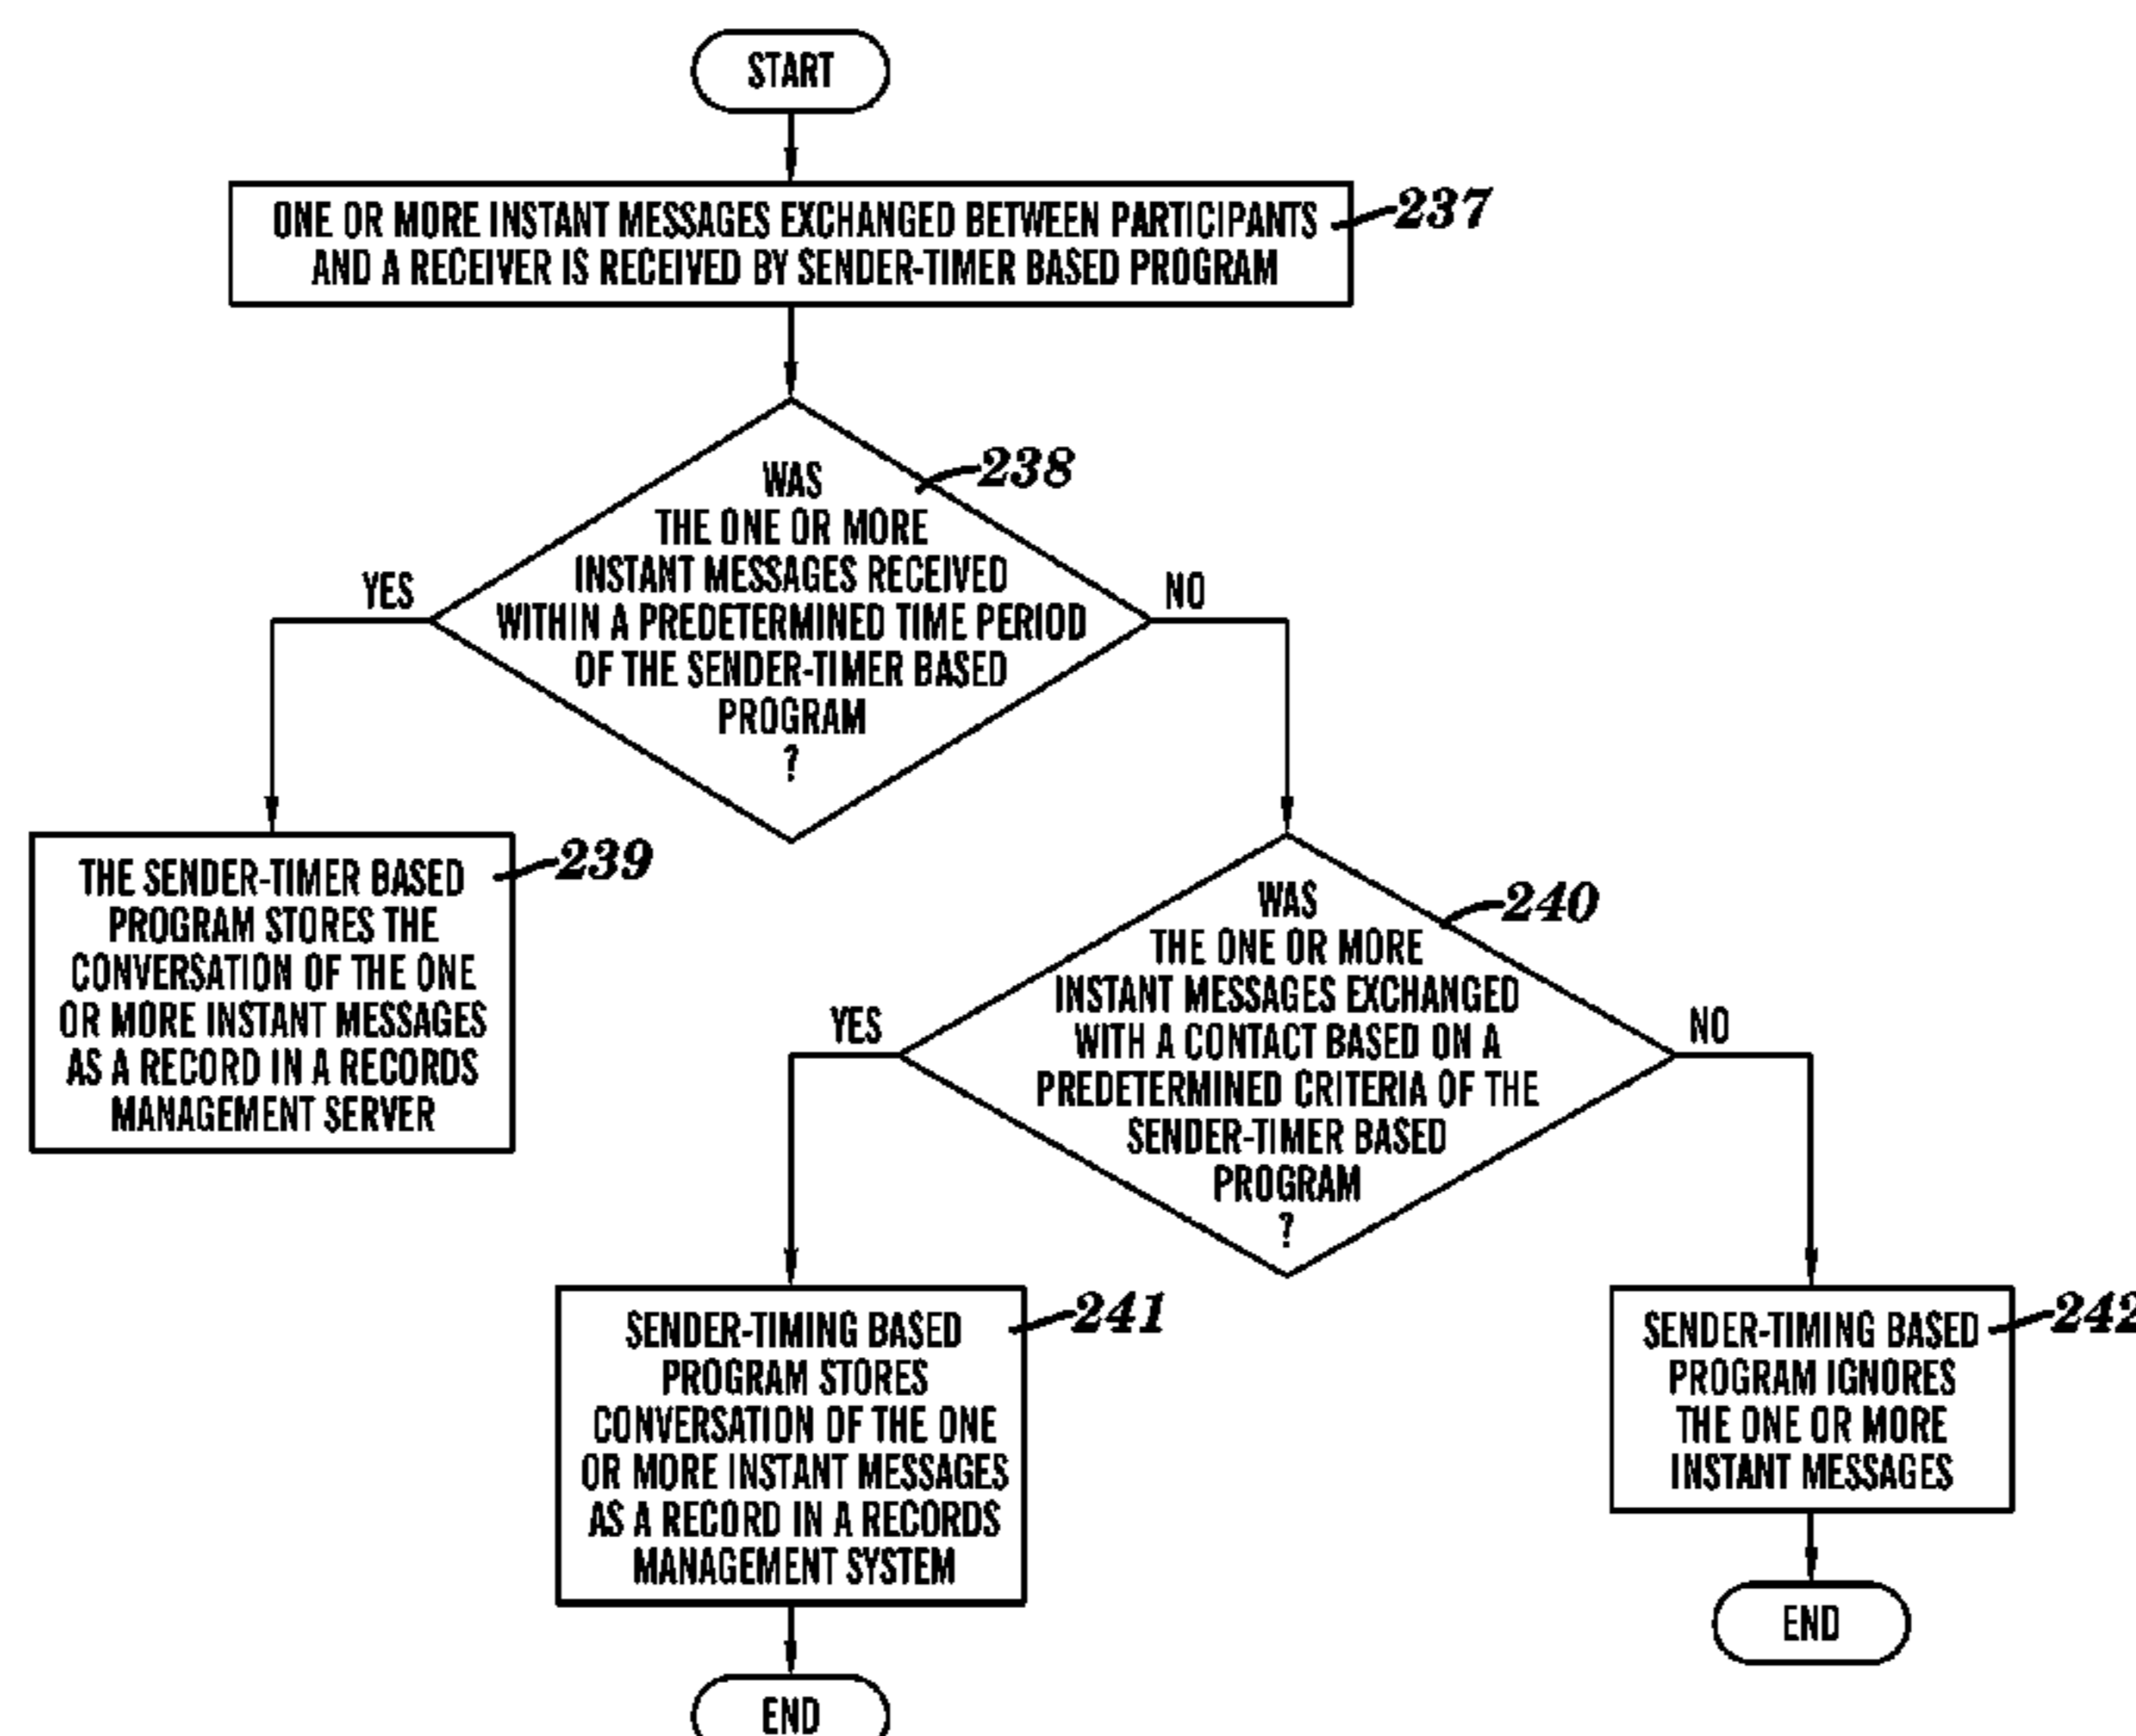 START
ONE OR MORE INSTANT MESSAGES EXCHANGED BETWEEN PARTICIPANTS
AND A RECEIVER IS RECEIVED BY SENDER-TIMER BASED PROGRAM
237
WAS
THE ONE OR MORE
INSTANT MESSAGES RECEIVED
WITHIN A PREDETERMINED TIME PERIOD
OF THE SENDER-TIMER BASED
PROGRAM
?
238
YES
NO
THE SENDER-TIMER BASED
PROGRAM STORES THE
CONVERSATION OF THE ONE
OR MORE INSTANT MESSAGES
AS A RECORD IN A RECORDS
MANAGEMENT SERVER
239
WAS
THE ONE OR MORE
INSTANT MESSAGES EXCHANGED
WITH A CONTACT BASED ON A
PREDETERMINED CRITERIA OF THE
SENDER-TIMER BASED
PROGRAM
?
240
YES
NO
SENDER-TIMING BASED
PROGRAM STORES
CONVERSATION OF THE ONE
OR MORE INSTANT MESSAGES
AS A RECORD IN A RECORDS
MANAGEMENT SYSTEM
241
SENDER-TIMING BASED
PROGRAM IGNORES
THE ONE OR MORE
INSTANT MESSAGES
242
END
END